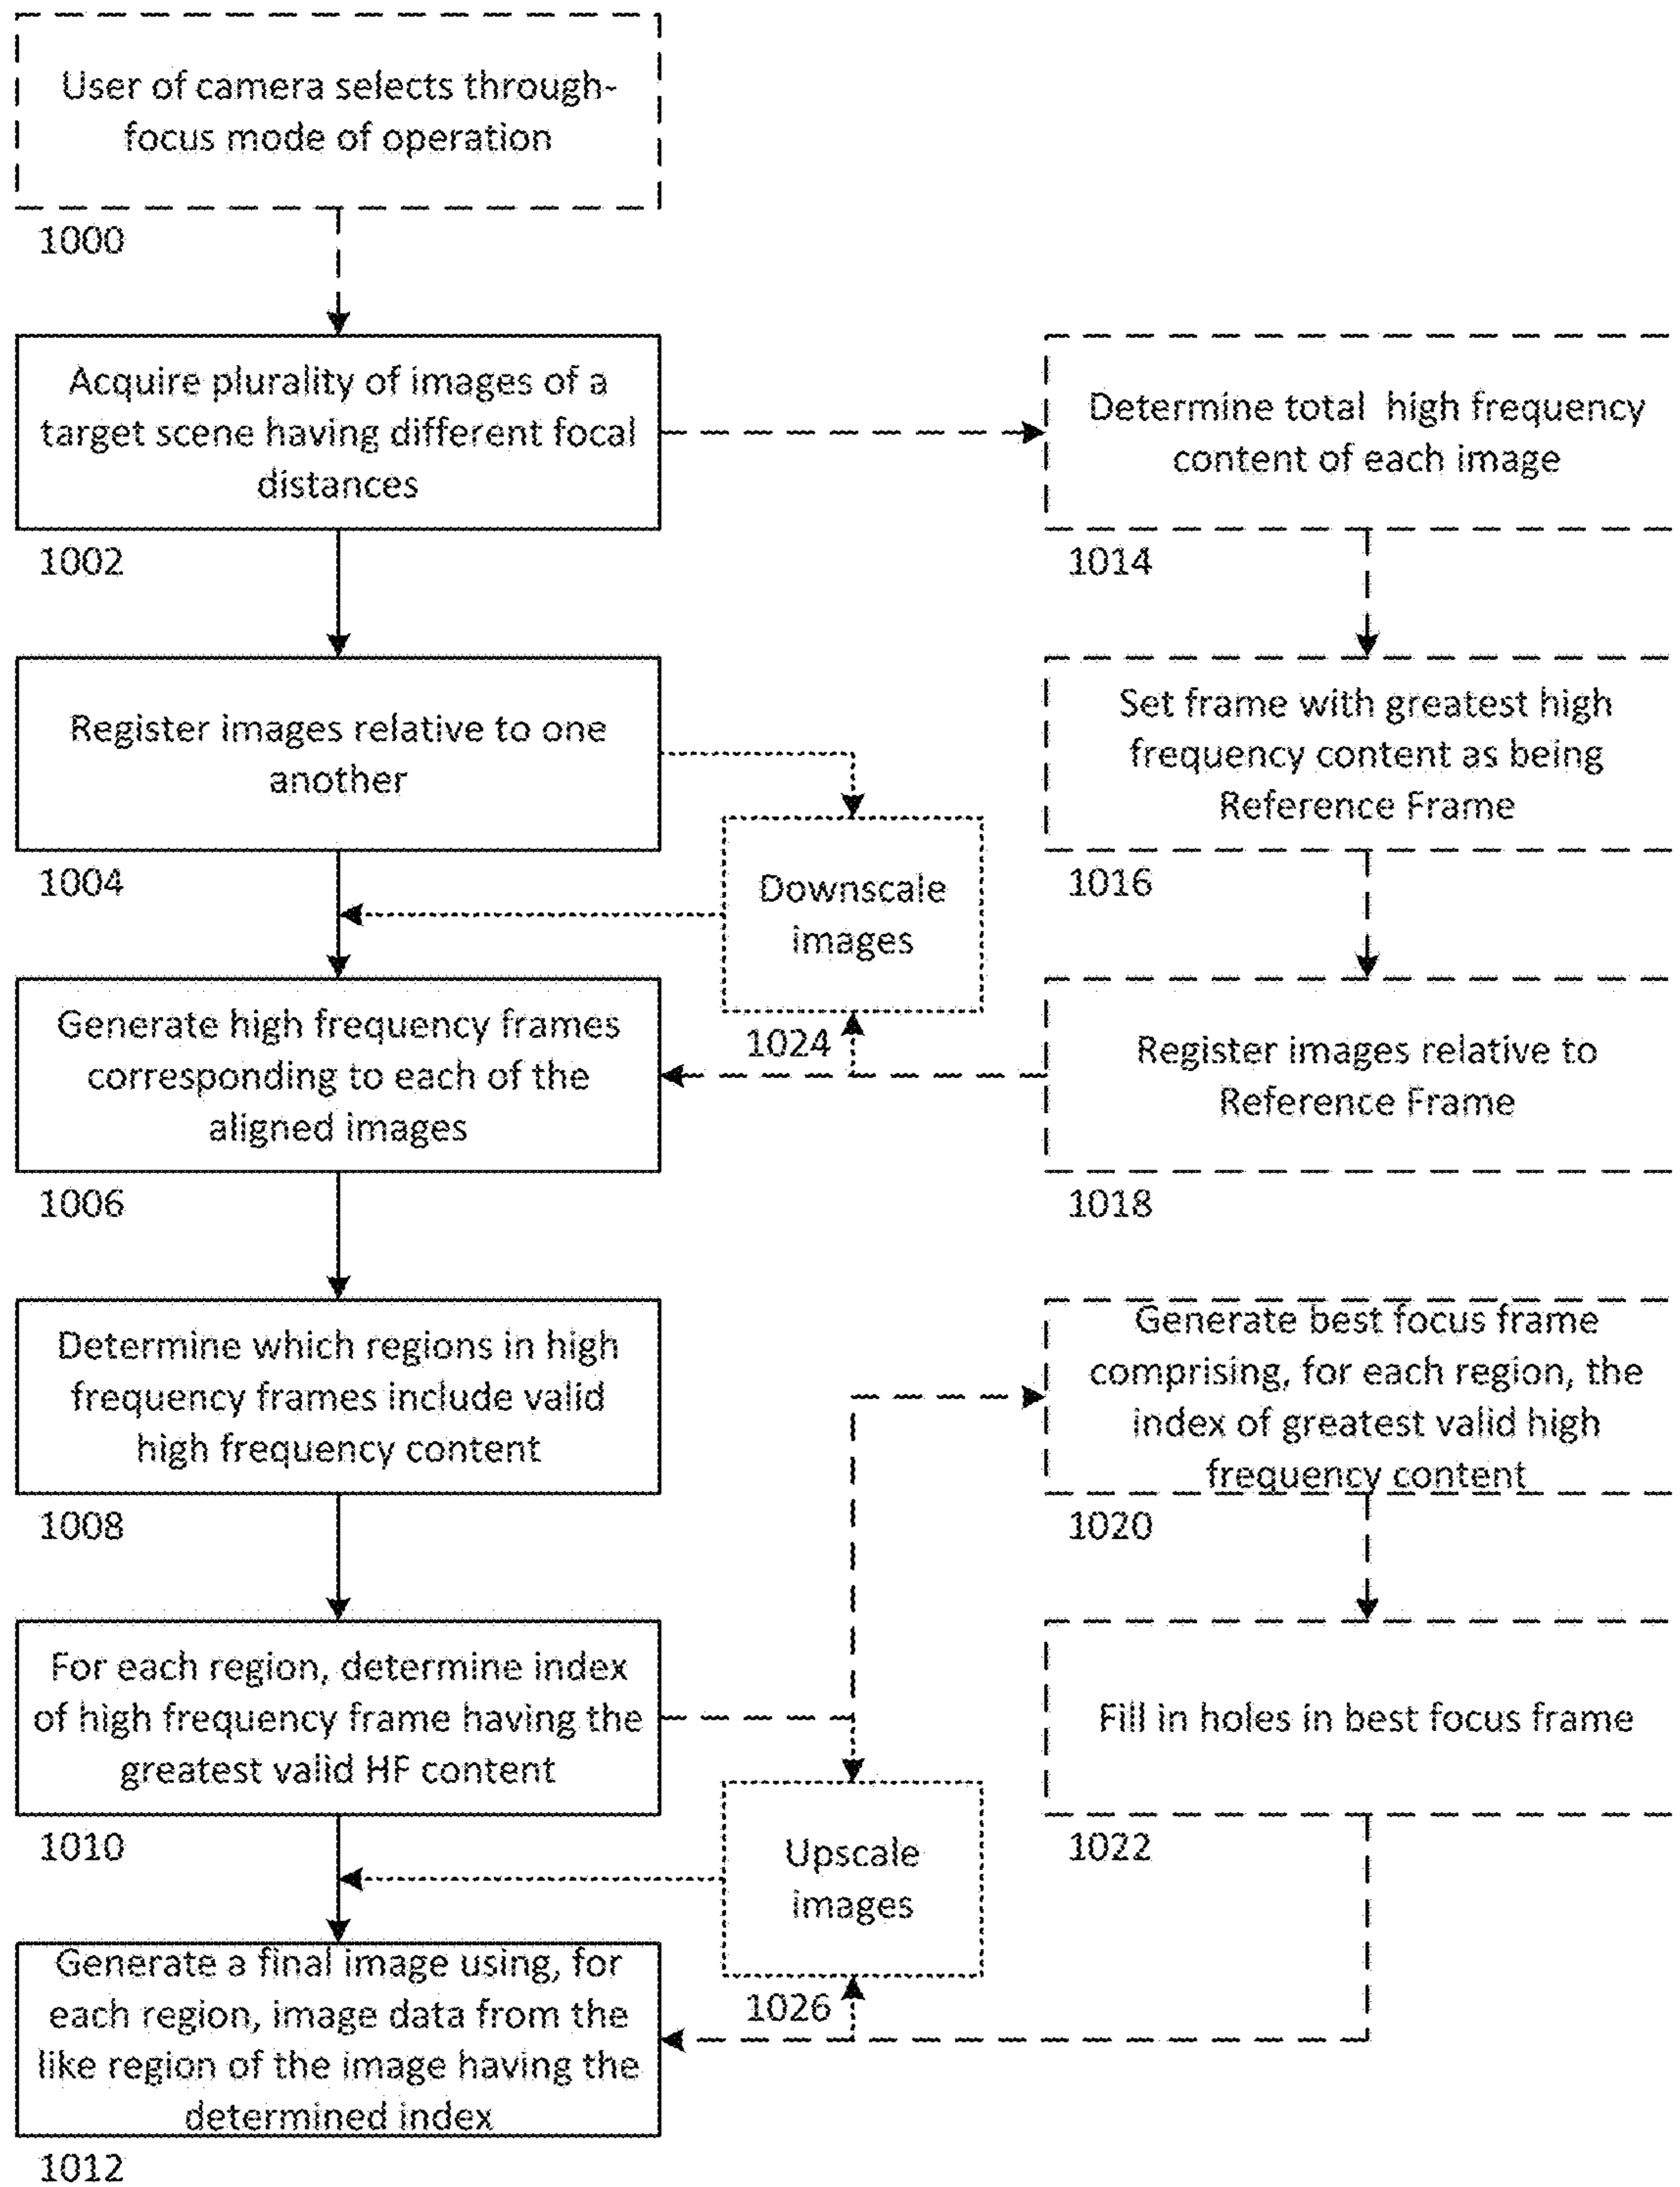 User of camera selects through-
focus mode of operation
1000
Acquire plurality of images of a
target scene having different focal
distances
1002
Determine total high frequency
content of each image
1014
Register images relative to one
another
1004
Set frame with greatest high
frequency content as being
Reference Frame
1016
Downscale
images
1024
Generate high frequency frames
corresponding to each of the
aligned images
1006
Register images relative to
Reference Frame
1018
Determine which regions in high
frequency frames include valid
high frequency content
1008
Generate best focus frame
comprising, for each region, the
index of greatest valid high
frequency content
1020
For each region, determine index
of high frequency frame having the
greatest valid HF content
1010
Fill in holes in best focus frame
1022
Upscale
images
1026
Generate a final image using, for
each region, image data from the
like region of the image having the
determined index
1012